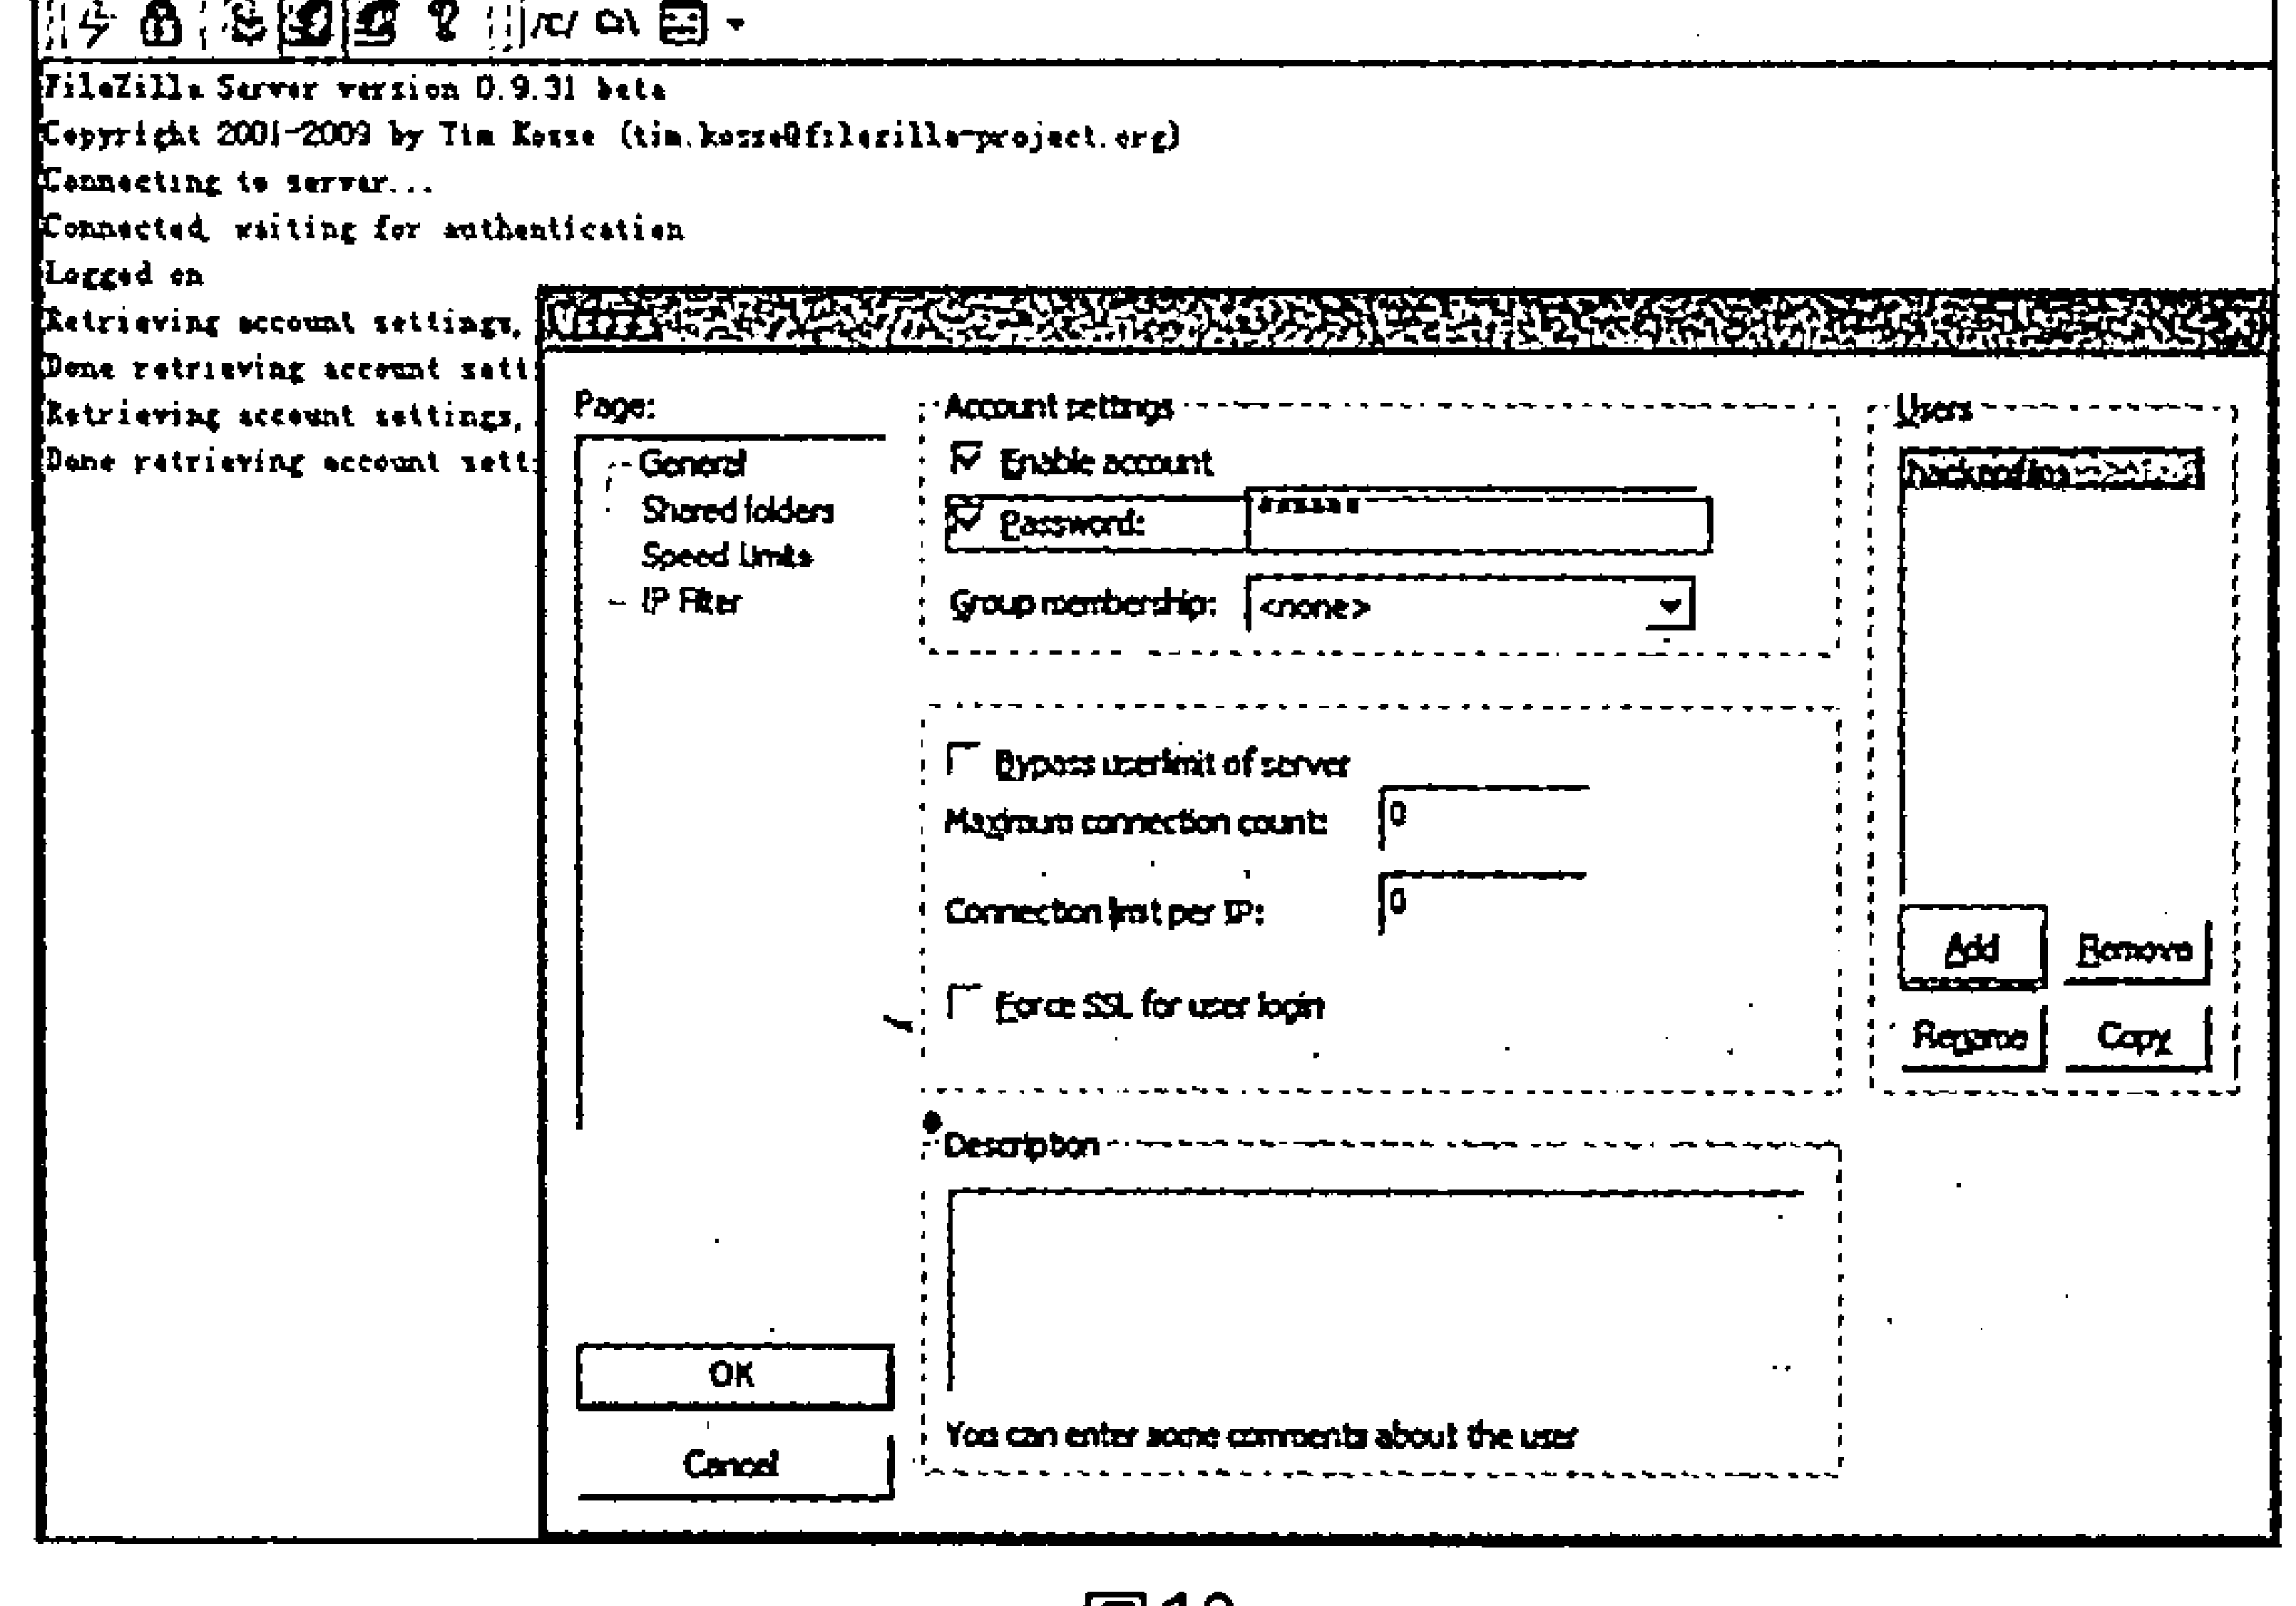 /C/ C:\
FileZilla Server version 0.9.31 beta
Copyright 2001-2009 by Tim Kosse (tim.kosse@filezilla-project.org)
Connecting to server...
Connected, waiting for authentication
Logged on
Retrieving account settings,
Done retrieving account setti
Retrieving account settings,
Done retrieving account setti
Users
Page:
General
Shared folders
Speed Limits
IP Filter
OK
Cancel
Account settings
Enable account
Password: ******
Group membership: <none>
Bypass userlimit of server
Maximum connection count: 0
Connection limit per IP: 0
Force SSL for user login
Description
You can enter some comments about the user
Users
Add Remove
Rename Copy